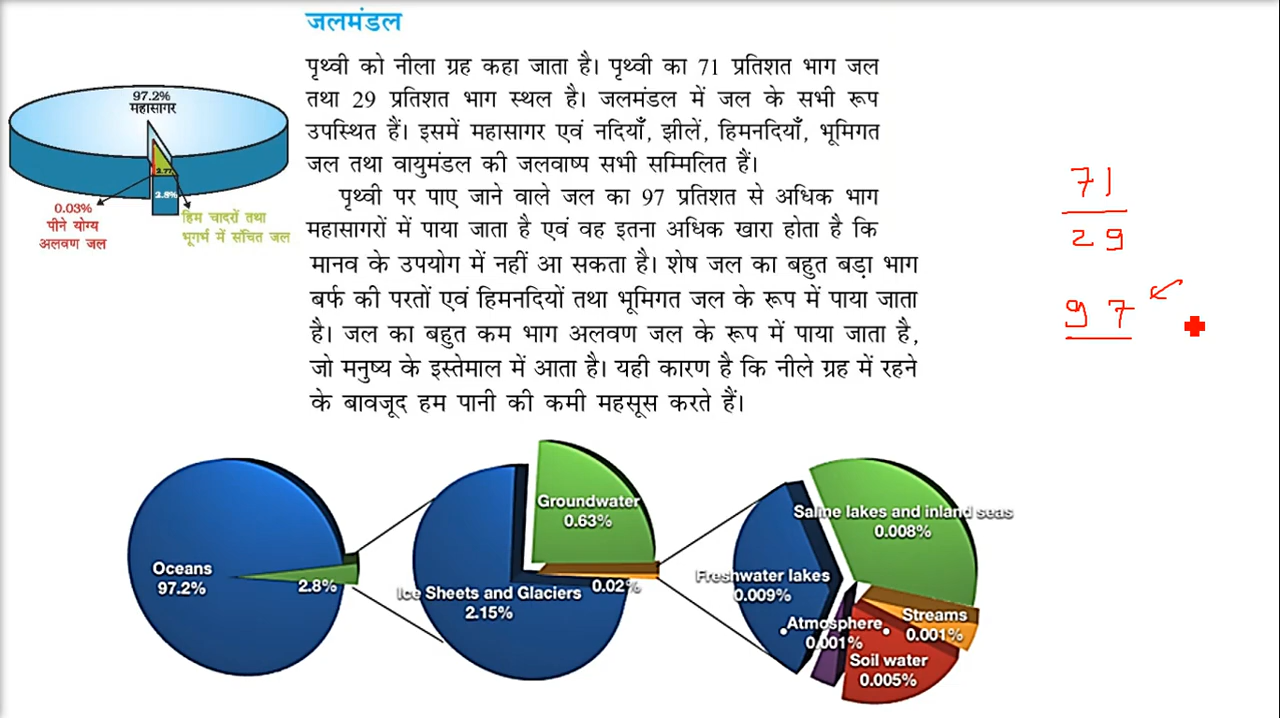 जलमंडल
पृथ्वी को नीला ग्रह कहा जाता है। पृथ्वी का 71 प्रतिशत भाग जल
तथा 29 प्रतिशत भाग स्थल है। जलमंडल में जल के सभी रूप
उपस्थित हैं। इसमें महासागर एवं नदियाँ, झीलें, हिमनदियाँ, भूमिगत
जल तथा वायुमंडल की जलवाष्प सभी सम्मिलित हैं।
पृथ्वी पर पाए जाने वाले जल का 97 प्रतिशत से अधिक भाग
महासागरों में पाया जाता है एवं वह इतना अधिक खारा होता है कि
मानव के उपयोग में नहीं आ सकता है। शेष जल का बहुत बड़ा भाग
बर्फ की परतों एवं हिमनदियों तथा भूमिगत जल के रूप में पाया जाता
है। जल का बहुत कम भाग अलवण जल के रूप में पाया जाता है,
जो मनुष्य के इस्तेमाल में आता है। यही कारण है कि नीले ग्रह में रहने
के बावजूद हम पानी की कमी महसूस करते हैं।
97.2%
महासागर
2.8%
0.03%
पीने योग्य
अलवण जल
हिम चादरों तथा
भूगर्भ में संचित जल
71
29
97
Oceans
97.2%
2.8%
Groundwater
0.63%
0.02%
Ice Sheets and Glaciers
2.15%
Saline lakes and inland seas
0.008%
Freshwater lakes
0.009%
Atmosphere
0.001%
Streams
0.001%
Soil water
0.005%